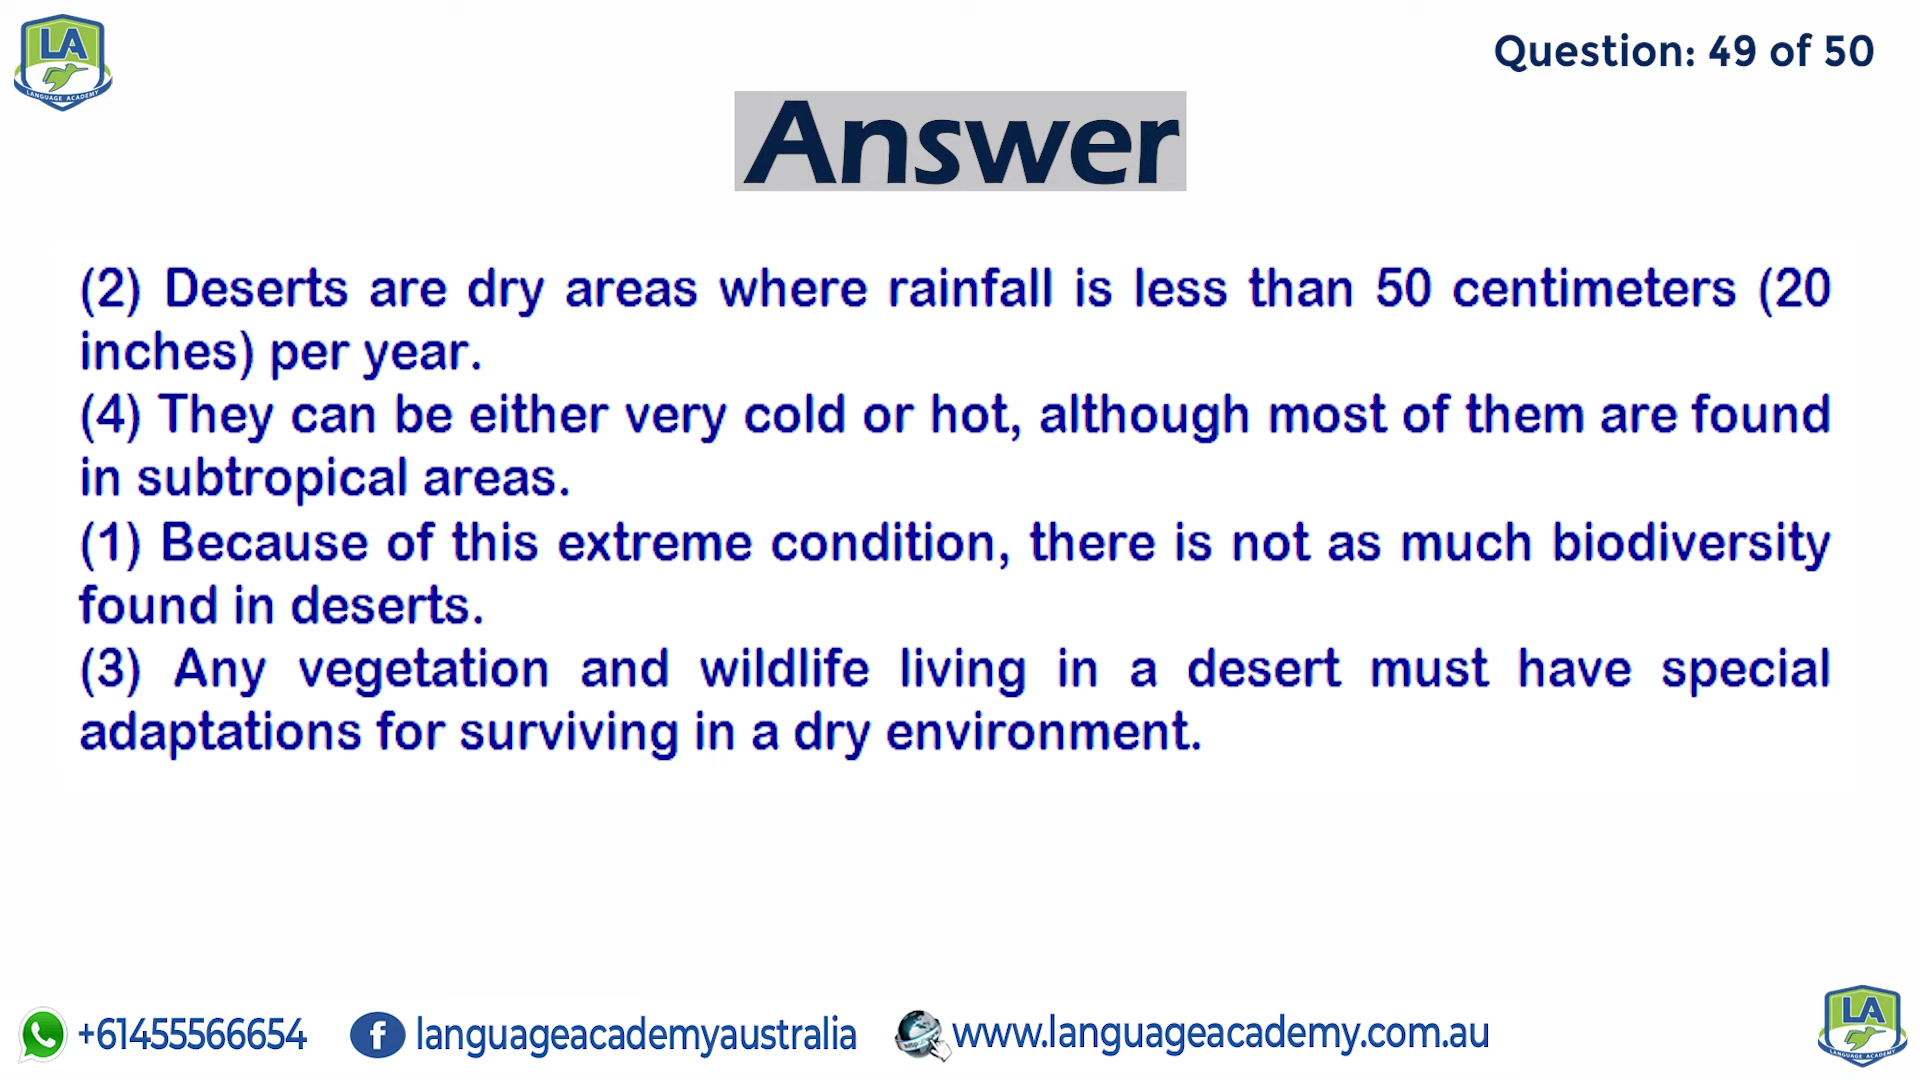 LA
LANGUAGE ACADEMY
Question: 49 of 50
Answer
(2) Deserts are dry areas where rainfall is less than 50 centimeters (20
inches) per year.
(4) They can be either very cold or hot, although most of them are found
in subtropical areas.
(1) Because of this extreme condition, there is not as much biodiversity
found in deserts.
(3) Any vegetation and wildlife living in a desert must have special
adaptations for surviving in a dry environment.
+61455566654 languageacademyaustralia www.languageacademy.com.au
LA
LANGUAGE ACADEMY